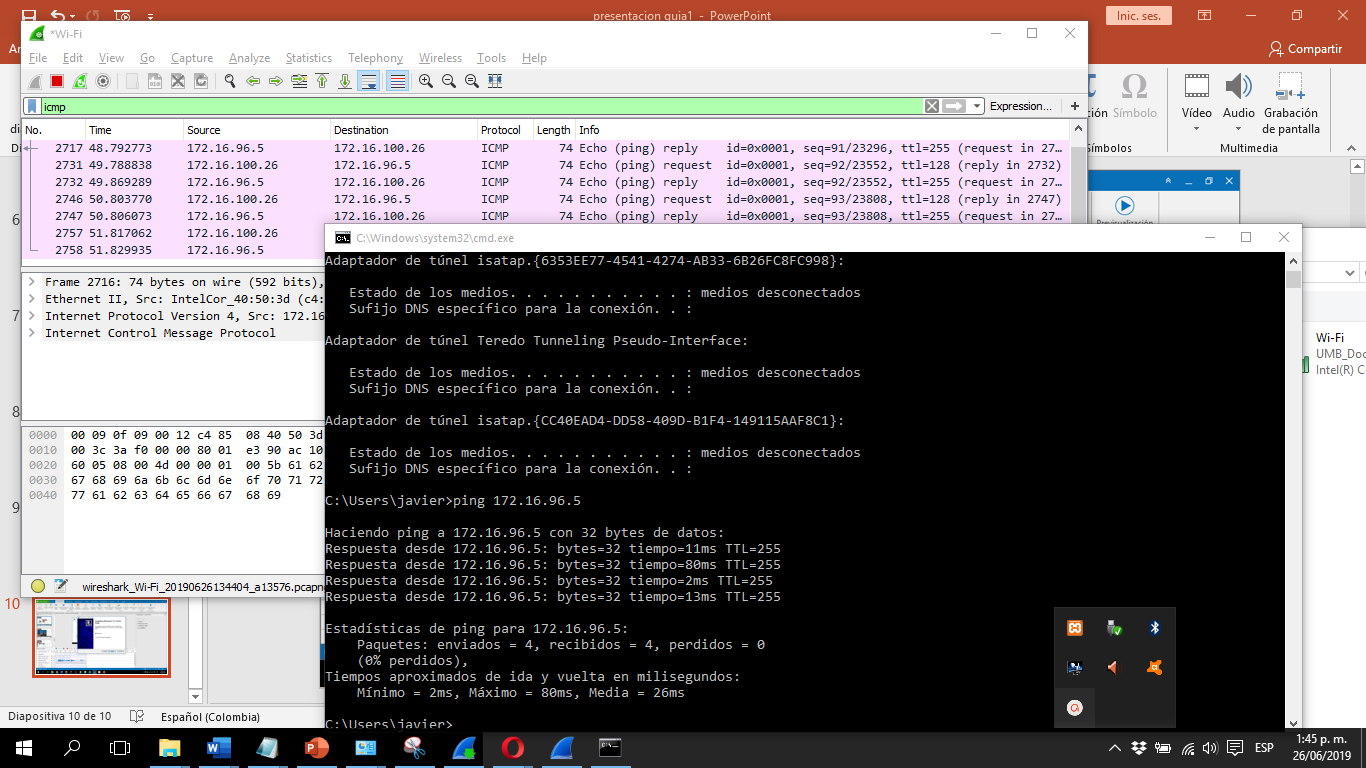 presentacion guia1 - PowerPoint
Inic. ses.
*Wi-Fi
Compartir
File Edit View Go Capture Analyze Statistics Telephony Wireless Tools Help
icmp
Expression...
+
Símbolo
Vídeo
Audio
Grabación
de pantalla
Multimedia
No. Time Source Destination Protocol Length Info
2717 48.792773 172.16.96.5 172.16.100.26 ICMP 74 Echo (ping) reply id=0x0001, seq=91/23296, ttl=255 (request in 27…
2731 49.788838 172.16.100.26 172.16.96.5 ICMP 74 Echo (ping) request id=0x0001, seq=92/23552, ttl=128 (reply in 2732)
2732 49.869289 172.16.96.5 172.16.100.26 ICMP 74 Echo (ping) reply id=0x0001, seq=92/23552, ttl=255 (request in 27…
2746 50.803770 172.16.100.26 172.16.96.5 ICMP 74 Echo (ping) request id=0x0001, seq=93/23808, ttl=128 (reply in 2747)
2747 50.806073 172.16.96.5 172.16.100.26 ICMP 74 Echo (ping) reply id=0x0001, seq=93/23808, ttl=255 (request in 27…
2757 51.817062 172.16.100.26
2758 51.829935 172.16.96.5
Frame 2716: 74 bytes on wire (592 bits),
Ethernet II, Src: IntelCor_40:50:3d (c4:
Internet Protocol Version 4, Src: 172.16
Internet Control Message Protocol
0000 00 09 0f 09 00 12 c4 85 08 40 50 3d
0010 00 3c 3a f0 00 00 80 01 e3 90 ac 10
0020 60 05 08 00 4d 00 00 01 00 5b 61 62
0030 67 68 69 6a 6b 6c 6d 6e 6f 70 71 72
0040 77 61 62 63 64 65 66 67 68 69
wireshark_Wi-Fi_20190626134404_a13576.pcapn
C:\Windows\system32\cmd.exe
Adaptador de túnel isatap.{6353EE77-4541-4274-AB33-6B26FC8FC998}:
Estado de los medios. . . . . . . . . . . : medios desconectados
Sufijo DNS específico para la conexión. . :
Adaptador de túnel Teredo Tunneling Pseudo-Interface:
Estado de los medios. . . . . . . . . . . : medios desconectados
Sufijo DNS específico para la conexión. . :
Adaptador de túnel isatap.{CC40EAD4-DD58-409D-B1F4-149115AAF8C1}:
Estado de los medios. . . . . . . . . . . : medios desconectados
Sufijo DNS específico para la conexión. . :
C:\Users\javier>ping 172.16.96.5
Haciendo ping a 172.16.96.5 con 32 bytes de datos:
Respuesta desde 172.16.96.5: bytes=32 tiempo=11ms TTL=255
Respuesta desde 172.16.96.5: bytes=32 tiempo=80ms TTL=255
Respuesta desde 172.16.96.5: bytes=32 tiempo=2ms TTL=255
Respuesta desde 172.16.96.5: bytes=32 tiempo=13ms TTL=255
Estadísticas de ping para 172.16.96.5:
Paquetes: enviados = 4, recibidos = 4, perdidos = 0
(0% perdidos),
Tiempos aproximados de ida y vuelta en milisegundos:
Mínimo = 2ms, Máximo = 80ms, Media = 26ms
C:\Users\javier>
Wi-Fi
UMB_Doc
Intel(R) C
6
7
8
9
10
Diapositiva 10 de 10
Español (Colombia)
ESP
1:45 p. m.
26/06/2019